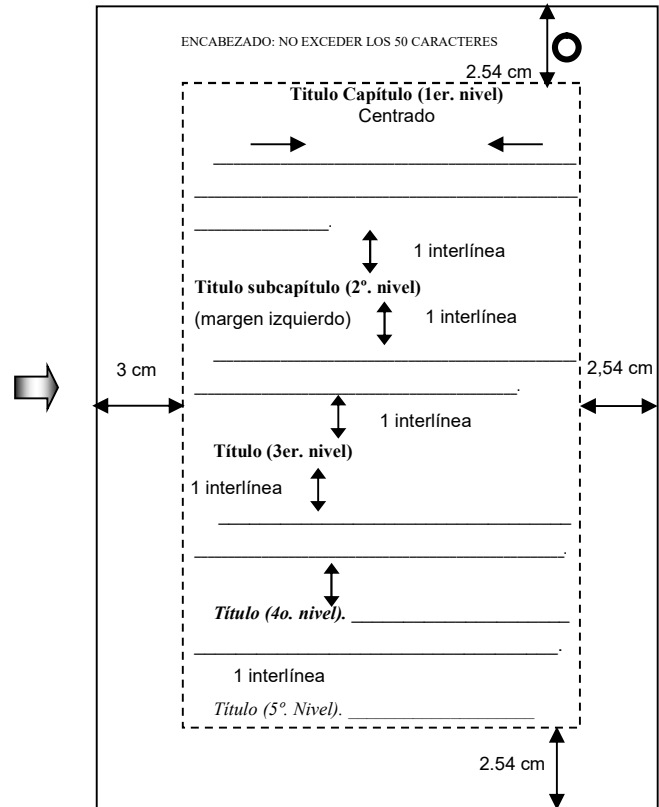 ENCABEZADO: NO EXCEDER LOS 50 CARACTERES
2.54 cm
Titulo Capítulo (1er. nivel)
Centrado
1 interlínea
Titulo subcapítulo (2º. nivel)
(margen izquierdo)
1 interlínea
3 cm
2,54 cm
1 interlínea
Título (3er. nivel)
1 interlínea
Título (4o. nivel).
1 interlínea
Título (5º. Nivel).
2.54 cm